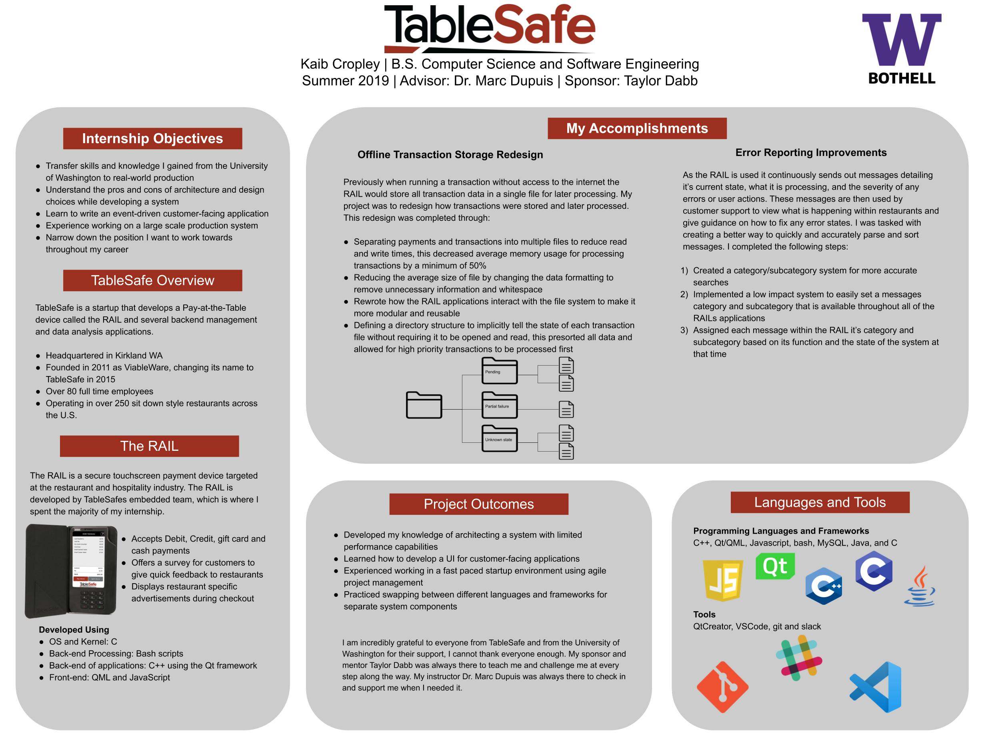 TableSafe
Kaib Cropley | B.S. Computer Science and Software Engineering
Summer 2019 | Advisor: Dr. Marc Dupuis | Sponsor: Taylor Dabb
W
BOTHELL
Internship Objectives
● Transfer skills and knowledge I gained from the University
of Washington to real-world production
● Understand the pros and cons of architecture and design
choices while developing a system
● Learn to write an event-driven customer-facing application
● Experience working on a large scale production system
● Narrow down the position I want to work towards
throughout my career
TableSafe Overview
TableSafe is a startup that develops a Pay-at-the-Table
device called the RAIL and several backend management
and data analysis applications.
● Headquartered in Kirkland WA
● Founded in 2011 as ViableWare, changing its name to
TableSafe in 2015
● Over 80 full time employees
● Operating in over 250 sit down style restaurants across
the U.S.
The RAIL
The RAIL is a secure touchscreen payment device targeted
at the restaurant and hospitality industry. The RAIL is
developed by TableSafes embedded team, which is where I
spent the majority of my internship.
TableSafe
● Accepts Debit, Credit, gift card and
cash payments
● Offers a survey for customers to
give quick feedback to restaurants
● Displays restaurant specific
advertisements during checkout
Developed Using
● OS and Kernel: C
● Back-end Processing: Bash scripts
● Back-end of applications: C++ using the Qt framework
● Front-end: QML and JavaScript
My Accomplishments
Offline Transaction Storage Redesign
Previously when running a transaction without access to the internet the
RAIL would store all transaction data in a single file for later processing. My
project was to redesign how transactions were stored and later processed.
This redesign was completed through:
● Separating payments and transactions into multiple files to reduce read
and write times, this decreased average memory usage for processing
transactions by a minimum of 50%
● Reducing the average size of file by changing the data formatting to
remove unnecessary information and whitespace
● Rewrote how the RAIL applications interact with the file system to make it
more modular and reusable
● Defining a directory structure to implicitly tell the state of each transaction
file without requiring it to be opened and read, this presorted all data and
allowed for high priority transactions to be processed first
Pending
Partial failure
Unknown state
Error Reporting Improvements
As the RAIL is used it continuously sends out messages detailing
it's current state, what it is processing, and the severity of any
errors or user actions. These messages are then used by
customer support to view what is happening within restaurants and
give guidance on how to fix any error states. I was tasked with
creating a better way to quickly and accurately parse and sort
messages. I completed the following steps:
1) Created a category/subcategory system for more accurate
searches
2) Implemented a low impact system to easily set a messages
category and subcategory that is available throughout all of the
RAILs applications
3) Assigned each message within the RAIL it's category and
subcategory based on its function and the state of the system at
that time
Project Outcomes
● Developed my knowledge of architecting a system with limited
performance capabilities
● Learned how to develop a UI for customer-facing applications
● Experienced working in a fast paced startup environment using agile
project management
● Practiced swapping between different languages and frameworks for
separate system components
I am incredibly grateful to everyone from TableSafe and from the University of
Washington for their support, I cannot thank everyone enough. My sponsor and
mentor Taylor Dabb was always there to teach me and challenge me at every
step along the way. My instructor Dr. Marc Dupuis was always there to check in
and support me when I needed it.
Languages and Tools
Programming Languages and Frameworks
C++, Qt/QML, Javascript, bash, MySQL, Java, and C
JS
Qt
C++
C
Tools
QtCreator, VSCode, git and slack